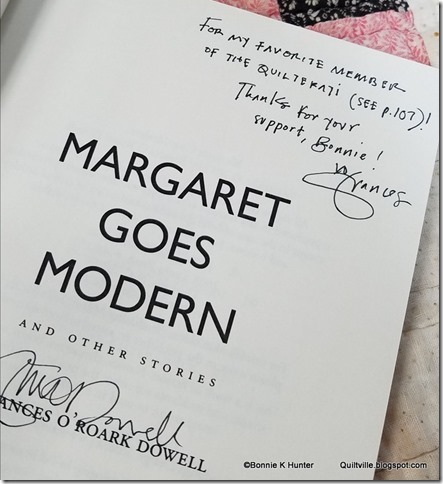 FOR MY FAVORITE MEMBER
OF THE QUILTERATI (SEE P.107)!
Thanks for your
support, Bonnie!
Frances
MARGARET
GOES
MODERN
AND OTHER STORIES
Dowell
ANCES O'ROARK DOWELL
©Bonnie K Hunter Quiltville.blogspot.com